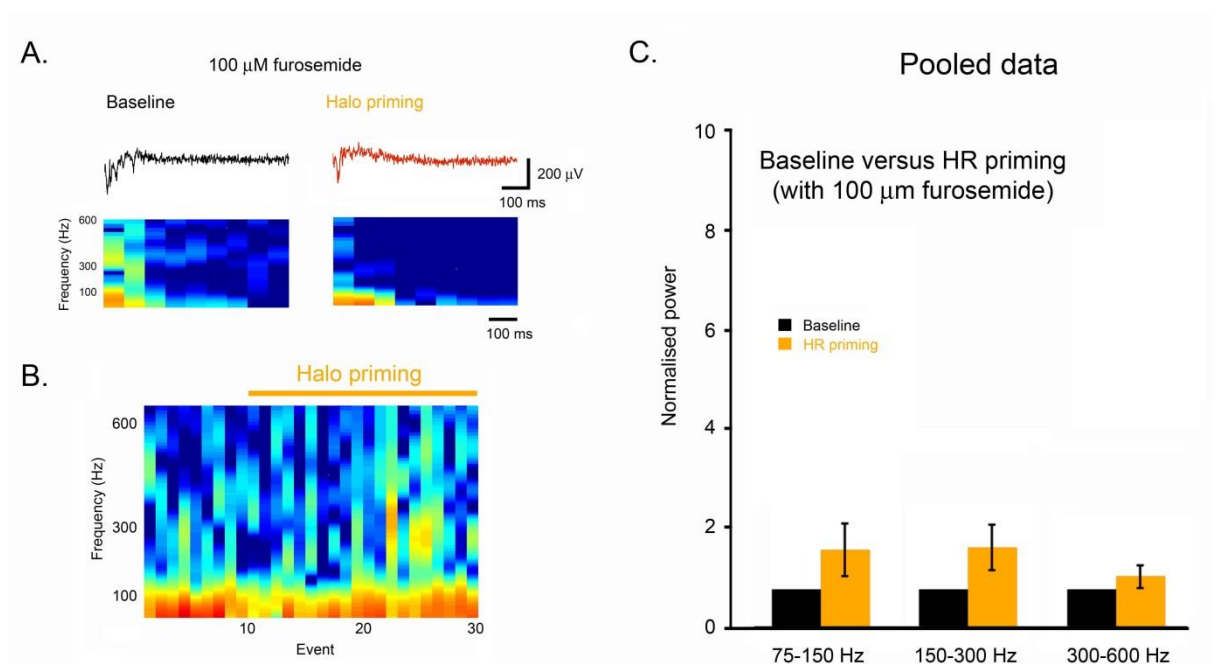 A.
100 µM furosemide
Baseline Halo priming
200 µV
100 ms
Frequency (Hz)
600
300
100
100 ms
B.
Halo priming
Frequency (Hz)
600
300
100
10 20 30
Event
C.
Pooled data
Baseline versus HR priming
(with 100 µm furosemide)
Normalised power
10
8
6
4
2
0
Baseline
HR priming
75-150 Hz 150-300 Hz 300-600 Hz